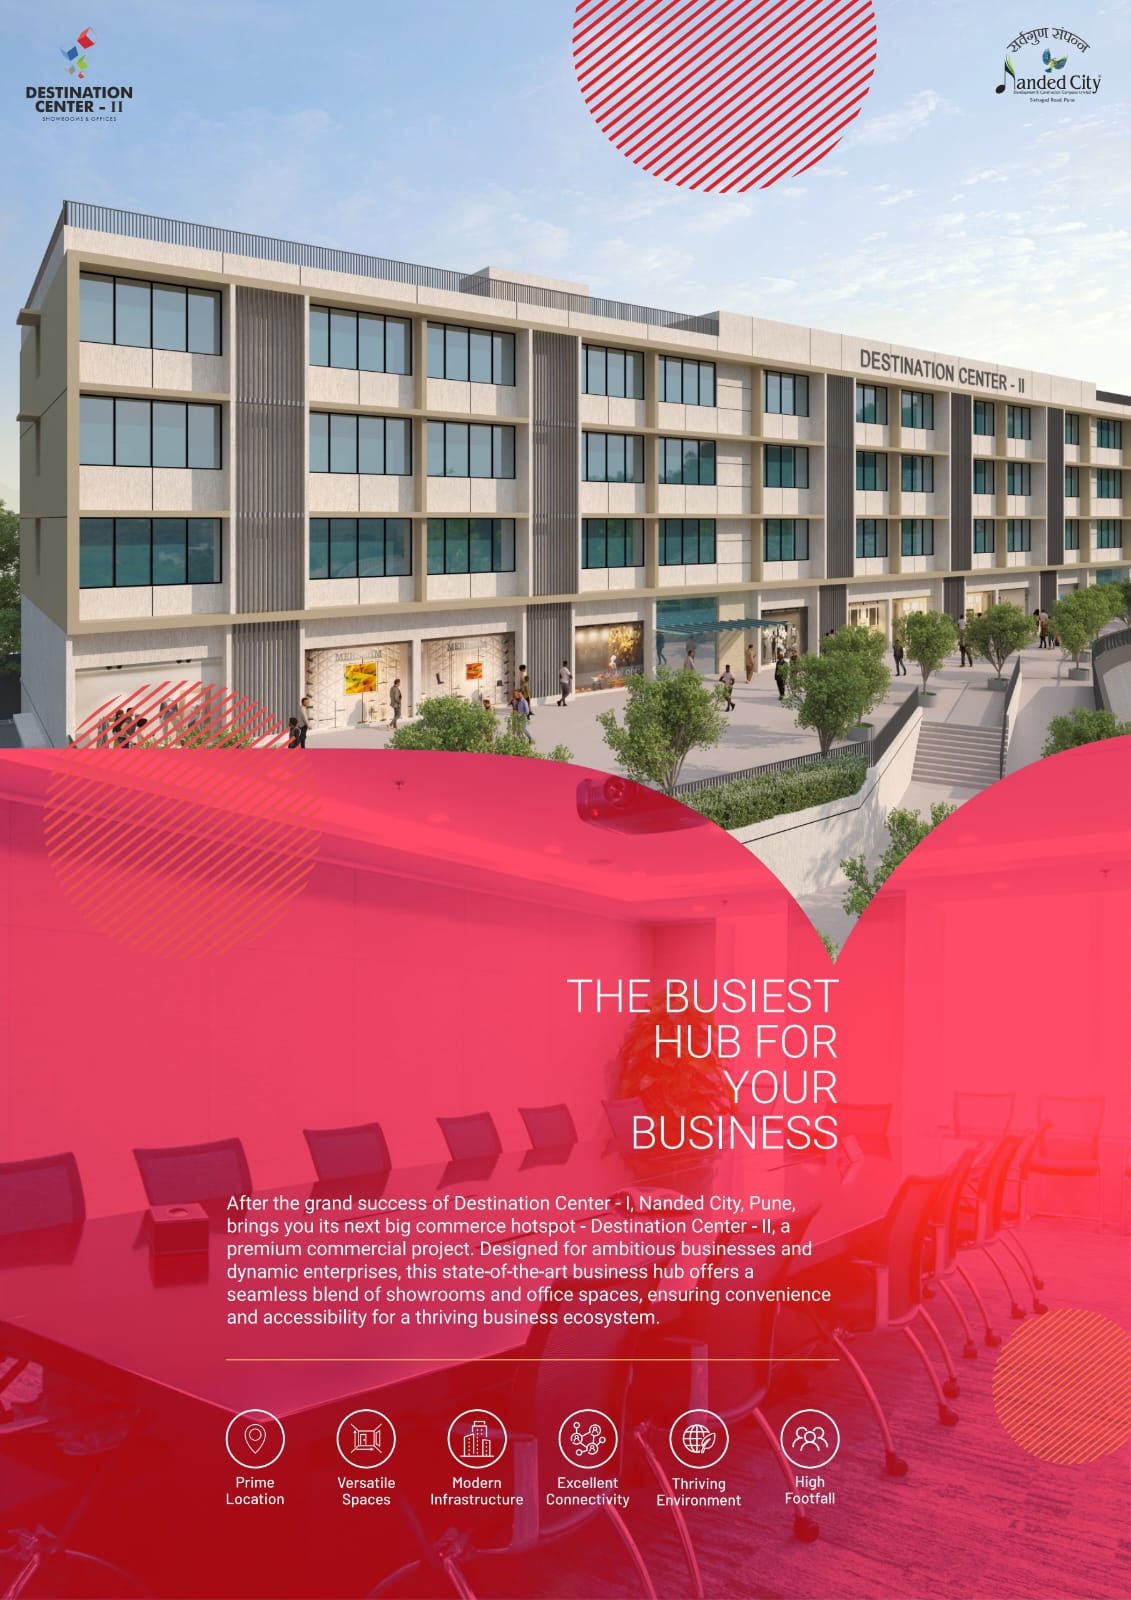 DESTINATION
CENTER - II
SHOWROOMS & OFFICES
सर्वगुण संपन्न
Nanded City
Development & Construction Company Limited
Sinhagad Road, Pune
DESTINATION CENTER - II
THE BUSIEST
HUB FOR
YOUR
BUSINESS
After the grand success of Destination Center - I, Nanded City, Pune,
brings you its next big commerce hotspot - Destination Center - II, a
premium commercial project. Designed for ambitious businesses and
dynamic enterprises, this state-of-the-art business hub offers a
seamless blend of showrooms and office spaces, ensuring convenience
and accessibility for a thriving business ecosystem.
Prime
Location
Versatile
Spaces
Modern
Infrastructure
Excellent
Connectivity
Thriving
Environment
High
Footfall